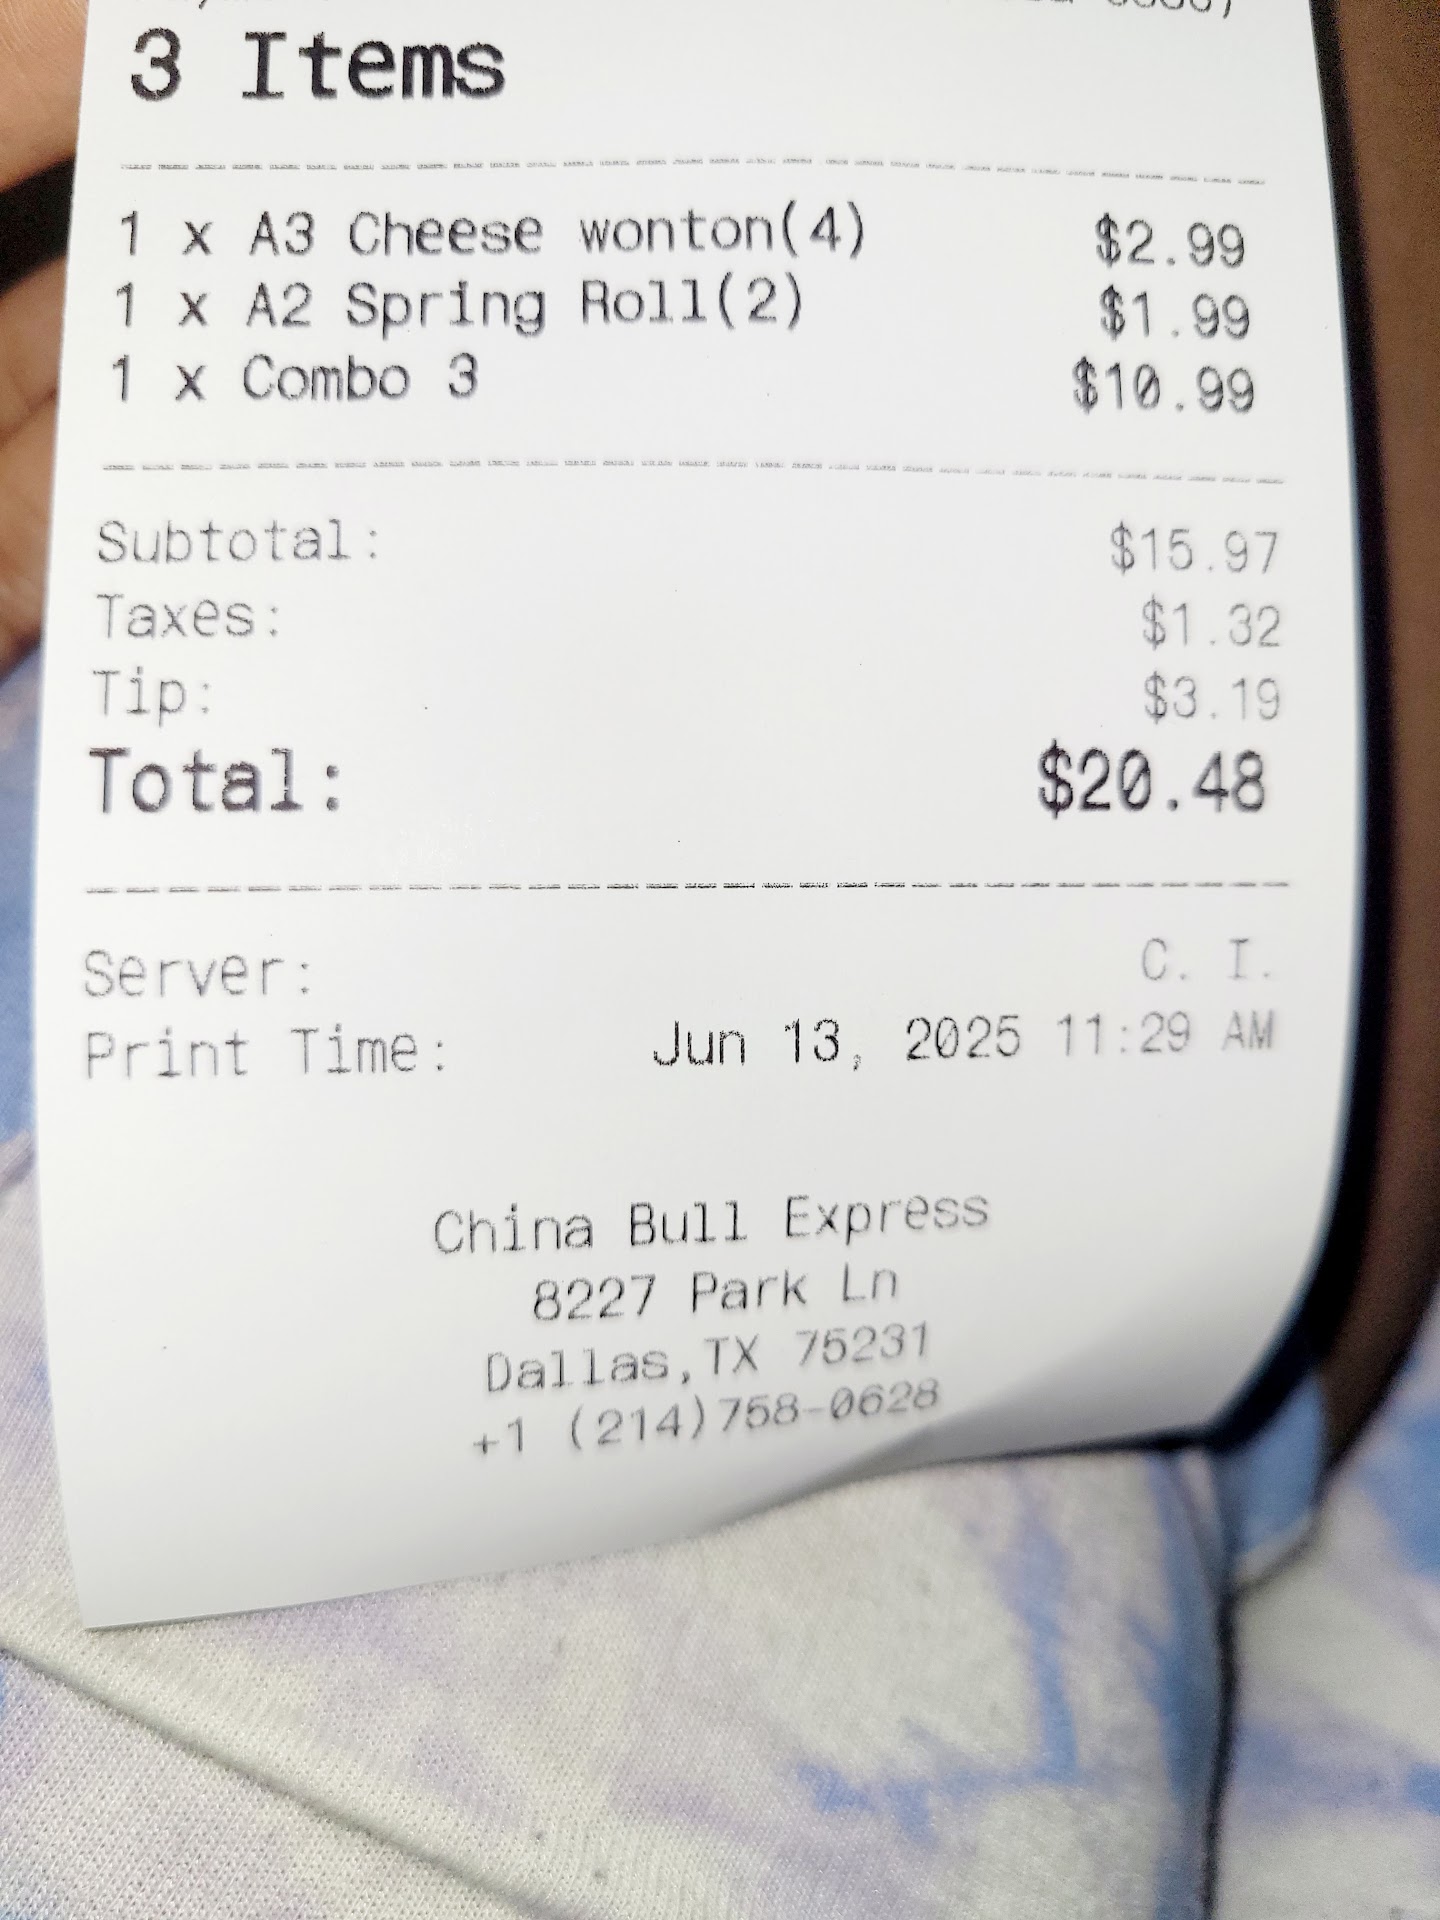 3 Items
1 x A3 Cheese wonton(4) $2.99
1 x A2 Spring Roll(2) $1.99
1 x Combo 3 $10.99
Subtotal: $15.97
Taxes: $1.32
Tip: $3.19
Total: $20.48
Server: C. I.
Print Time: Jun 13, 2025 11:29 AM
China Bull Express
8227 Park Ln
Dallas,TX 75231
+1 (214)758-0628